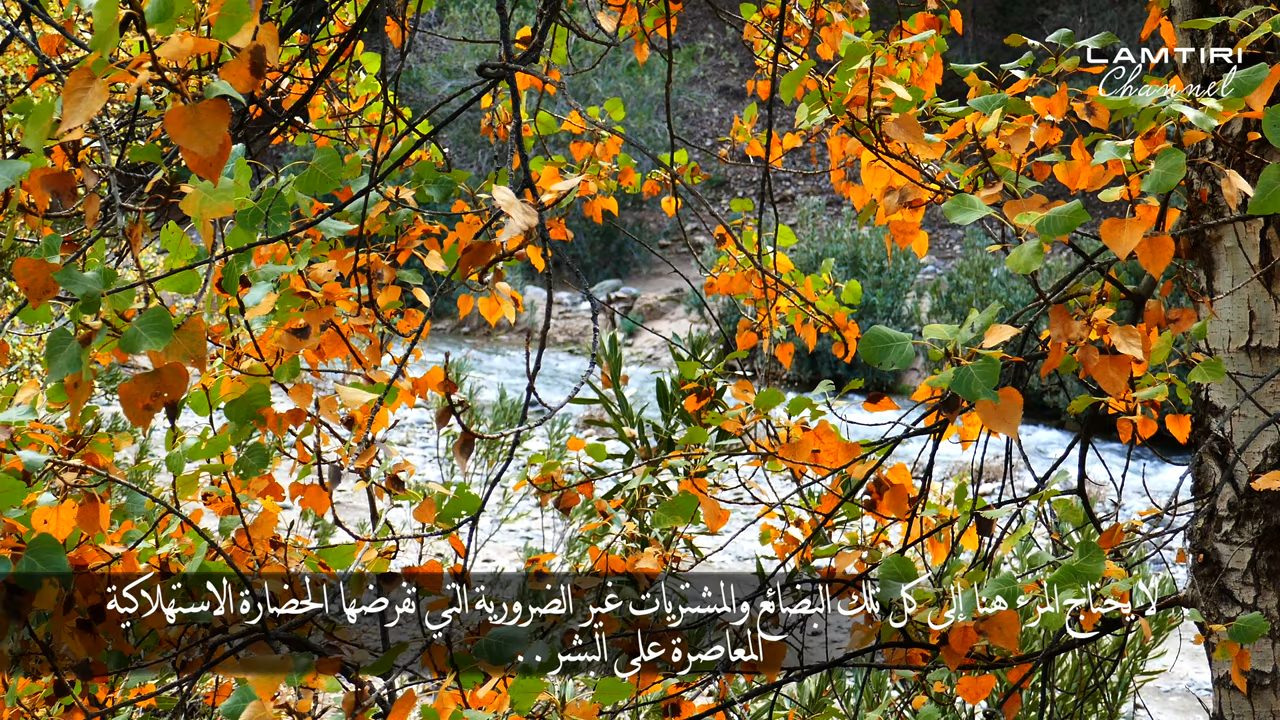 LAMTIRI
Channel
لا يحتاج المرء هنا إلى كل تلك البضائع والمشتريات غير الضرورية التي تفرضها الحضارة الاستهلاكية
المعاصرة على البشر . .